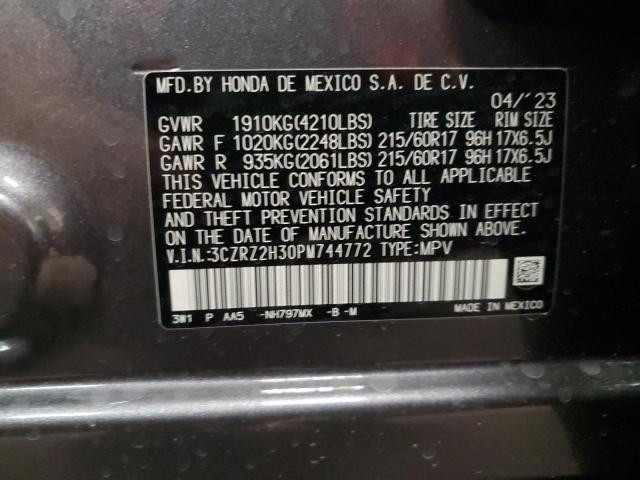 MFD.BY HONDA DE MEXICO S.A. DE C.V.
04/'23
GVWR 1910KG(4210LBS) TIRE SIZE RIM SIZE
GAWR F 1020KG(2248LBS) 215/60R17 96H 17X6.5J
GAWR R 935KG(2061LBS) 215/60R17 96H 17X6.5J
THIS VEHICLE CONFORMS TO ALL APPLICABLE
FEDERAL MOTOR VEHICLE SAFETY
AND THEFT PREVENTION STANDARDS IN EFFECT
ON THE DATE OF MANUFACTURE SHOWN ABOVE.
V.I.N.:3CZRZ2H30PM744772 TYPE:MPV
3W1 P AA5 -NH797MX -B -M MADE IN MEXICO